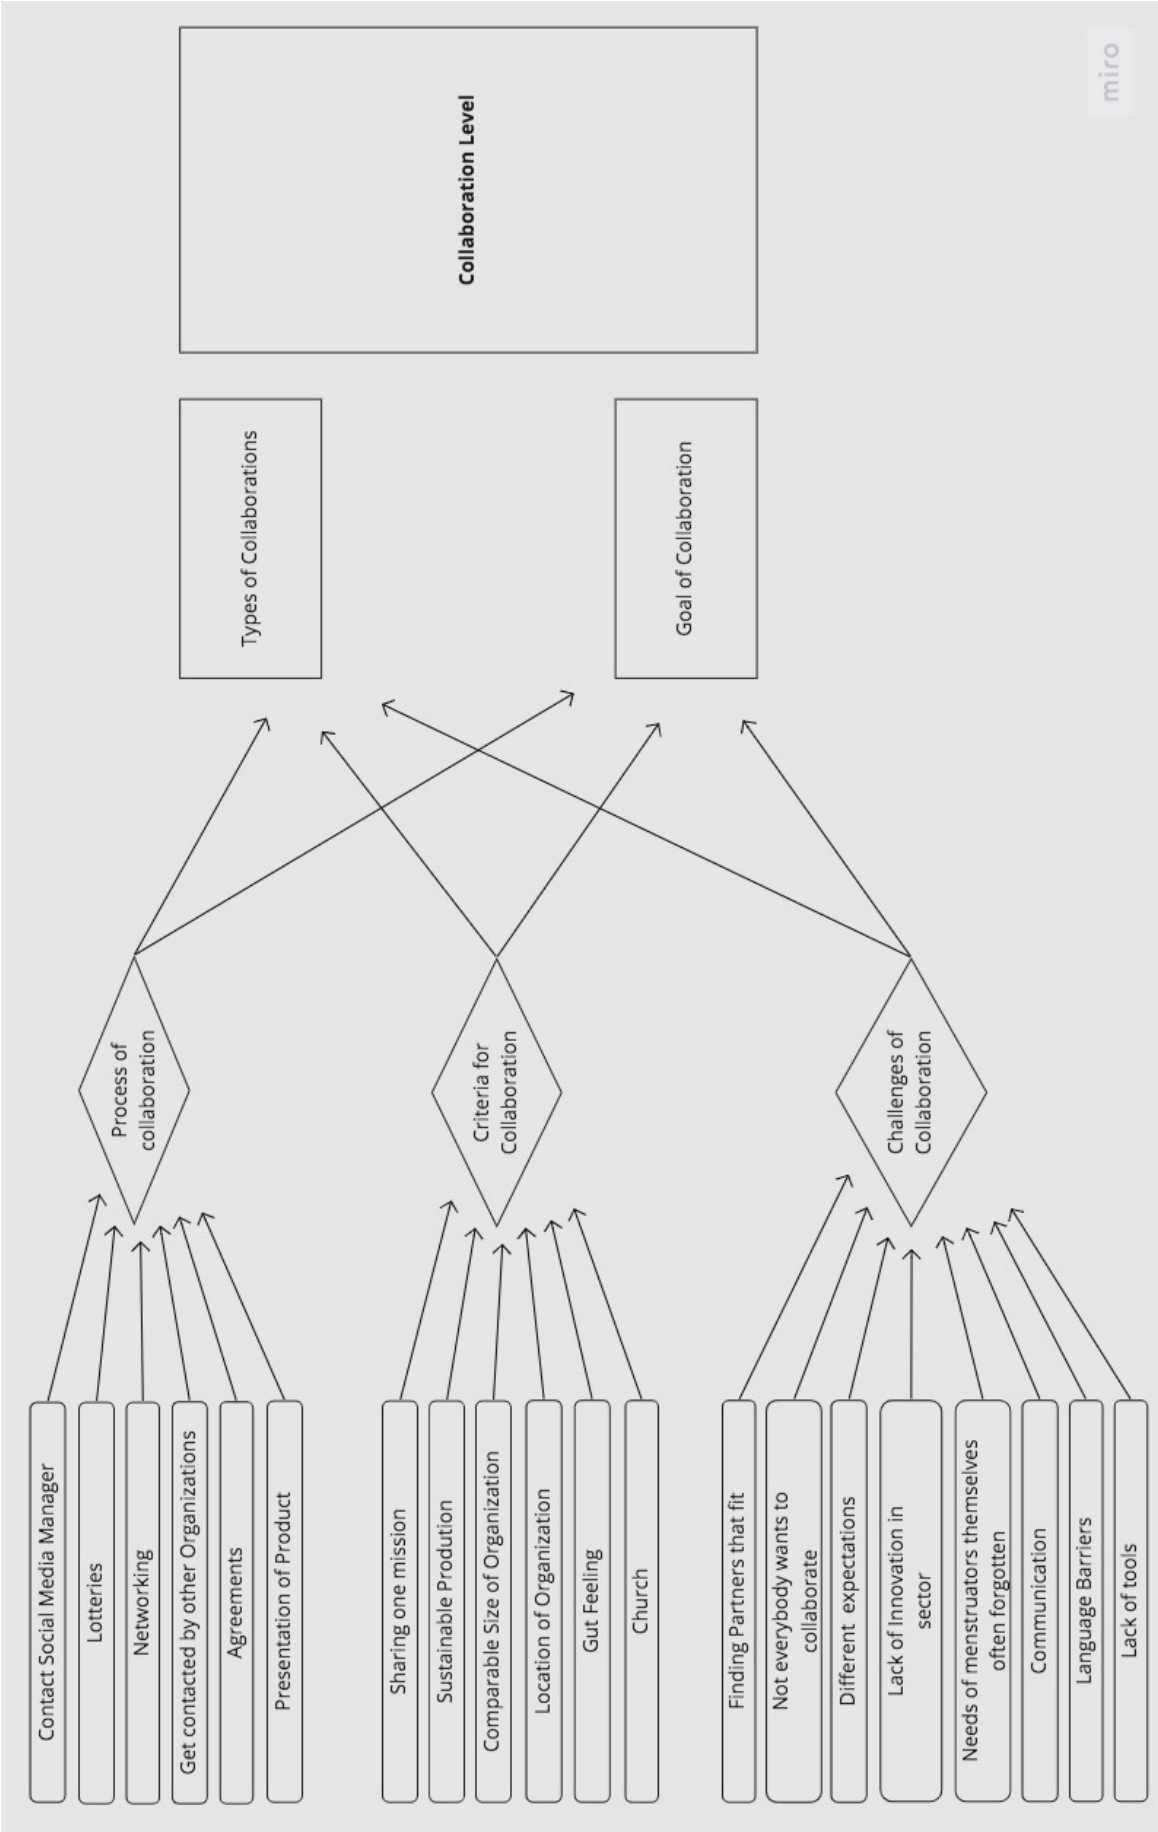 Contact Social Media Manager
Lotteries
Networking
Get contacted by other Organizations
Agreements
Presentation of Product
Sharing one mission
Sustainable Prodution
Comparable Size of Organization
Location of Organization
Gut Feeling
Church
Finding Partners that fit
Not everybody wants to
collaborate
Different expectations
Lack of Innovation in
sector
Needs of menstruators themselves
often forgotten
Communication
Language Barriers
Lack of tools
Process of
collaboration
Criteria for
Collaboration
Challenges of
Collaboration
Types of Collaborations
Goal of Collaboration
Collaboration Level
miro